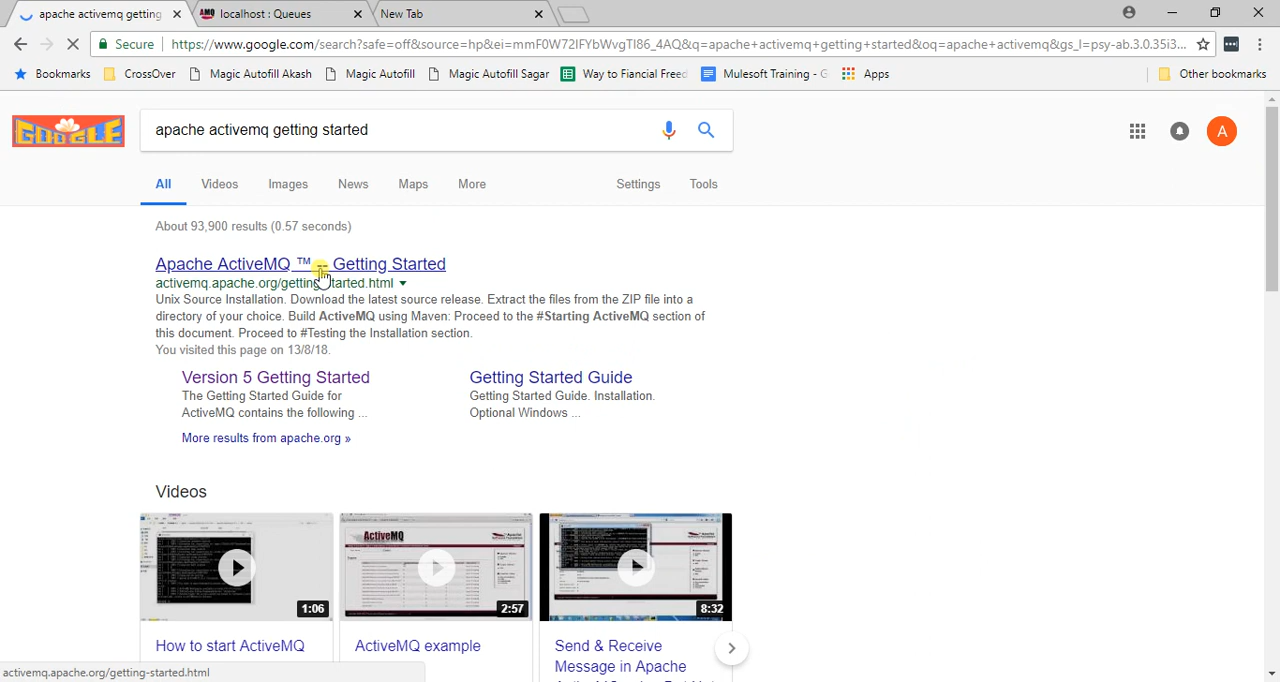 apache activemq getting
localhost : Queues
New Tab
Secure
https://www.google.com/search?safe=off&source=hp&ei=mmF0W72IFYbWvgTI86_4AQ&q=apache+activemq+getting+started&oq=apache+activemq&gs_l=psy-ab.3.0.35i3...
Bookmarks
CrossOver
Magic Autofill Akash
Magic Autofill
Magic Autofill Sagar
Way to Fiancial Freed
Mulesoft Training - G
Apps
Other bookmarks
GOOGLE
apache activemq getting started
A
All
Videos
Images
News
Maps
More
Settings
Tools
About 93,900 results (0.57 seconds)
Apache ActiveMQ ™ -- Getting Started
activemq.apache.org/getting-started.html
Unix Source Installation. Download the latest source release. Extract the files from the ZIP file into a
directory of your choice. Build ActiveMQ using Maven: Proceed to the #Starting ActiveMQ section of
this document. Proceed to #Testing the Installation section.
You visited this page on 13/8/18.
Version 5 Getting Started
The Getting Started Guide for
ActiveMQ contains the following ...
Getting Started Guide
Getting Started Guide. Installation.
Optional Windows ...
More results from apache.org »
Videos
ActiveMQ
1:06
2:57
8:32
How to start ActiveMQ
ActiveMQ example
Send & Receive
Message in Apache
activemq.apache.org/getting-started.html